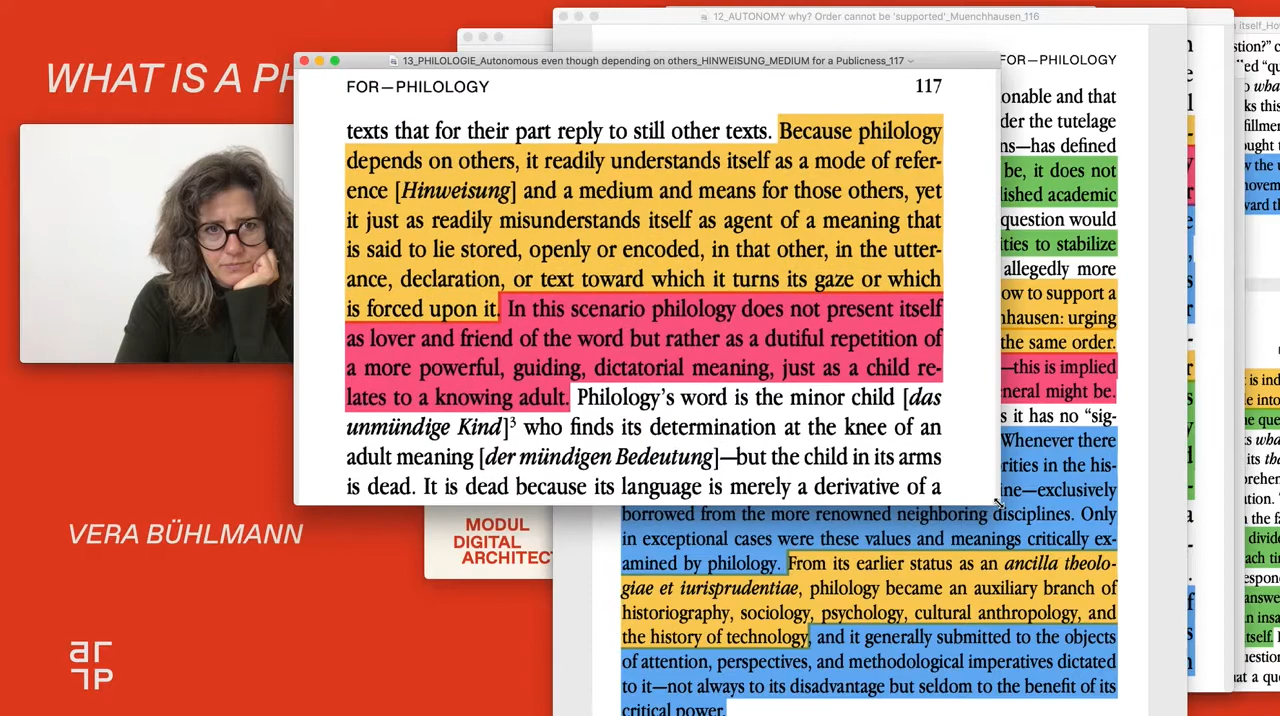 WHAT IS A PH
VERA BÜHLMANN
ar
MODUL
DIGITAL
ARCHITECT
13_PHILOLOGIE_Autonomous even though depending on others_HINWEISUNG_MEDIUM for a Publicness_117
FOR—PHILOLOGY 117
texts that for their part reply to still other texts. Because philology
depends on others, it readily understands itself as a mode of refer-
ence [Hinweisung] and a medium and means for those others, yet
it just as readily misunderstands itself as agent of a meaning that
is said to lie stored, openly or encoded, in that other, in the utter-
ance, declaration, or text toward which it turns its gaze or which
is forced upon it. In this scenario philology does not present itself
as lover and friend of the word but rather as a dutiful repetition of
a more powerful, guiding, dictatorial meaning, just as a child re-
lates to a knowing adult. Philology’s word is the minor child [das
unmündige Kind]³ who finds its determination at the knee of an
adult meaning [der mündigen Bedeutung]—but the child in its arms
is dead. It is dead because its language is merely a derivative of a
12_AUTONOMY why? Order cannot be 'supported'_Muenchhausen_116
FOR—PHILOLOGY
onable and that
der the tutelage
ns—has defined
be, it does not
lished academic
question would
ities to stabilize
allegedly more
ow to support a
hhausen: urging
the same order.
—this is implied
eneral might be.
s it has no “sig-
Whenever there
rities in the his-
ine—exclusively
borrowed from the more renowned neighboring disciplines. Only
in exceptional cases were these values and meanings critically ex-
amined by philology. From its earlier status as an ancilla theolo-
giae et iurisprudentiae, philology became an auxiliary branch of
historiography, sociology, psychology, cultural anthropology, and
the history of technology, and it generally submitted to the objects
of attention, perspectives, and methodological imperatives dictated
to it—not always to its disadvantage but seldom to the benefit of its
critical power.